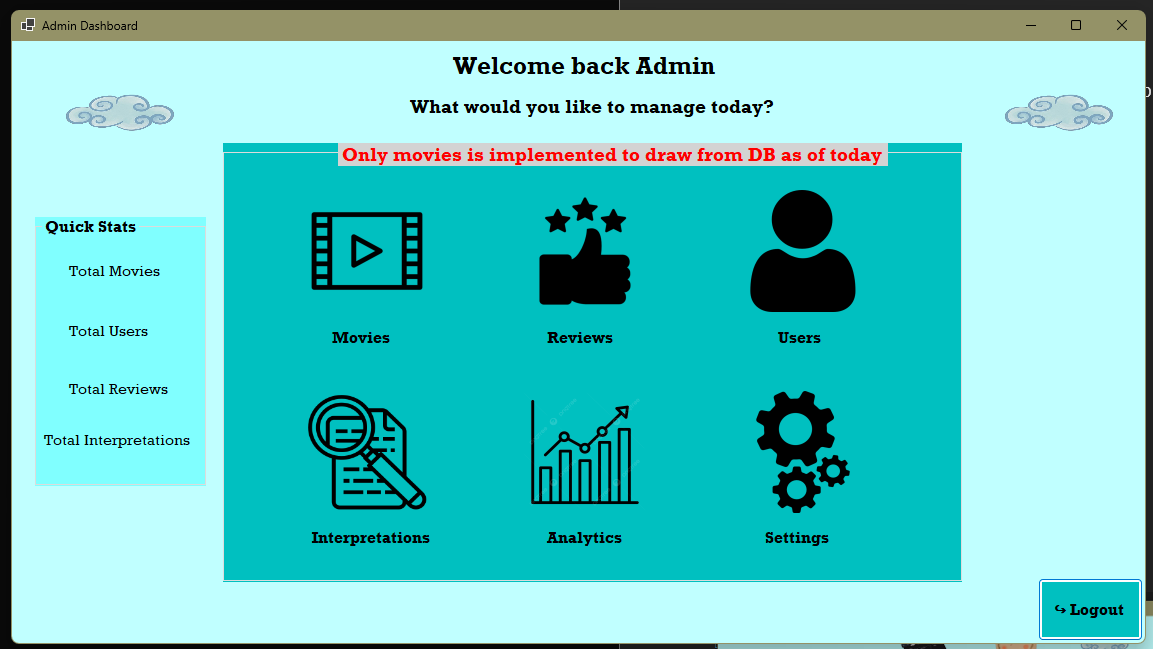 Admin Dashboard
Welcome back Admin
What would you like to manage today?
Only movies is implemented to draw from DB as of today
Quick Stats
Total Movies
Total Users
Total Reviews
Total Interpretations
Movies
Reviews
Users
Interpretations
Analytics
Settings
↪ Logout